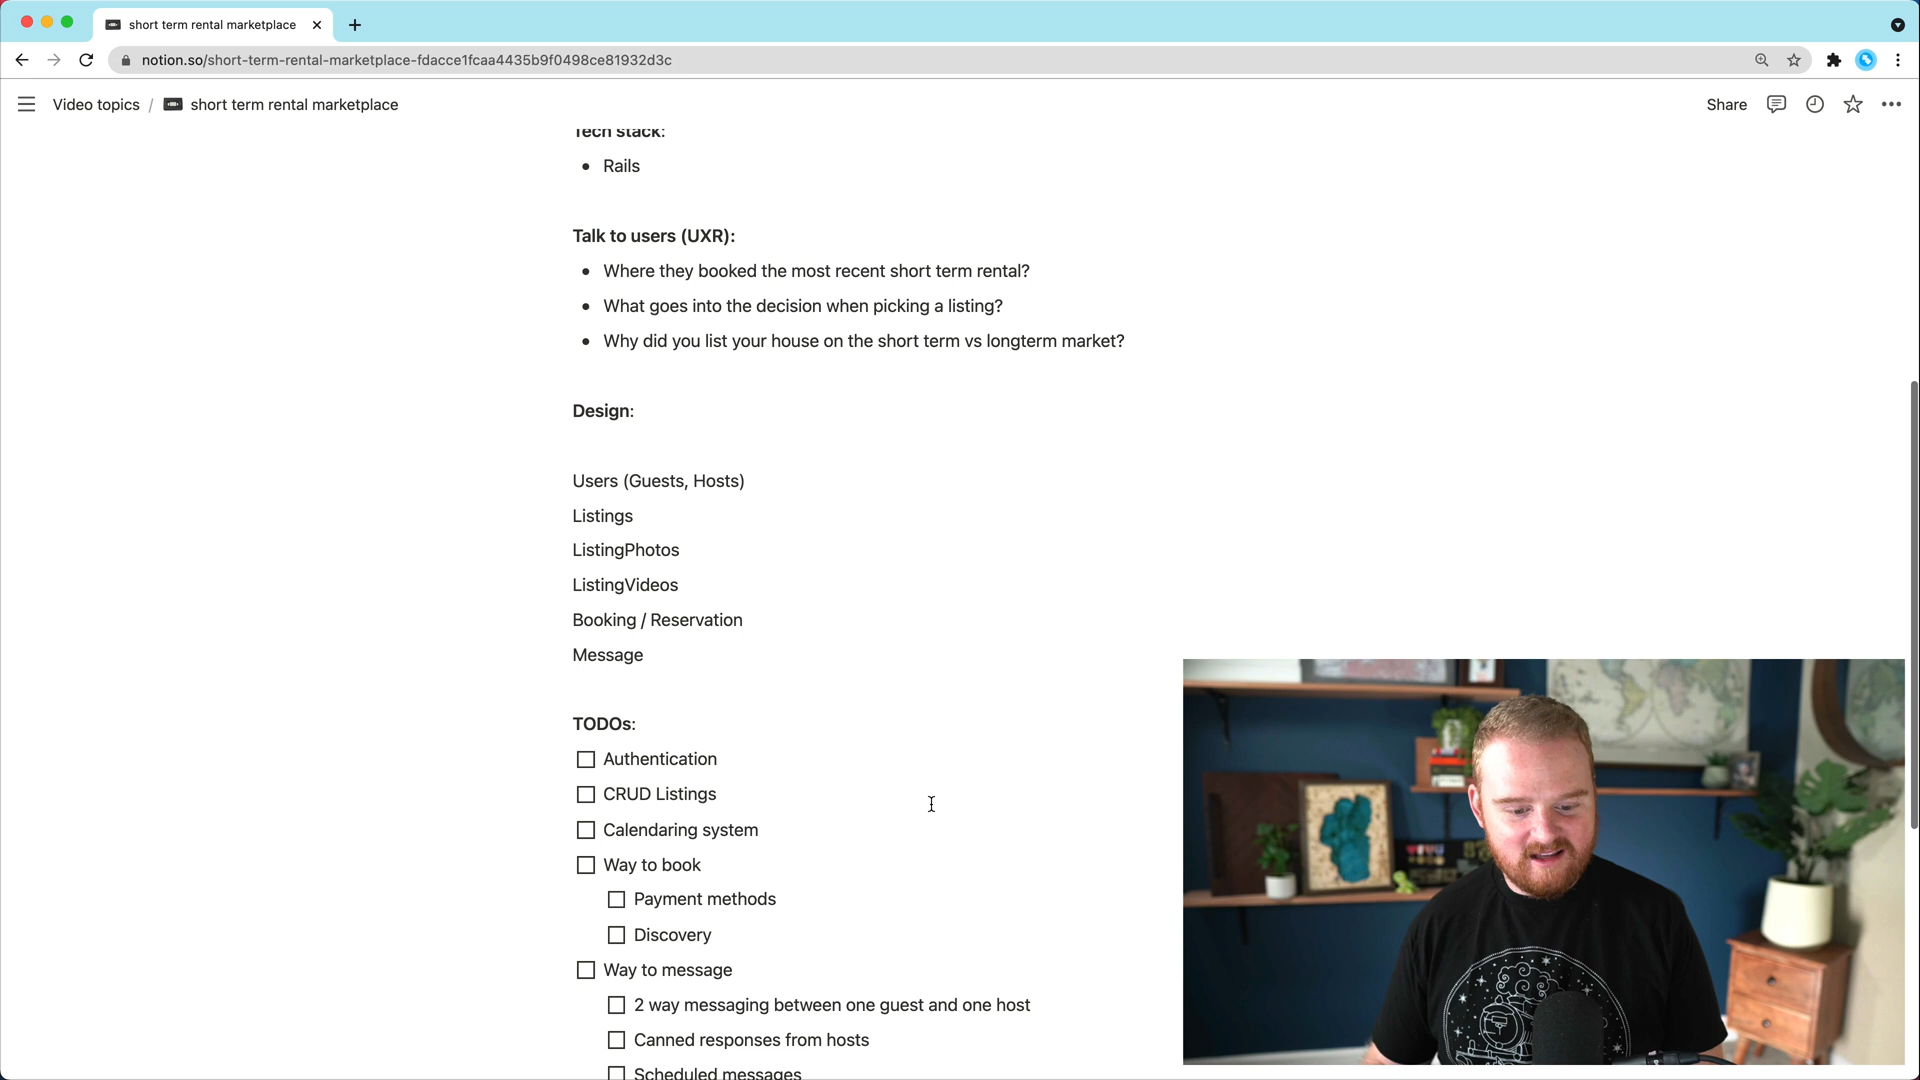 short term rental marketplace
notion.so/short-term-rental-marketplace-fdacce1fcaa4435b9f0498ce81932d3c
Video topics / short term rental marketplace
Share
Tech stack:
• Rails
Talk to users (UXR):
• Where they booked the most recent short term rental?
• What goes into the decision when picking a listing?
• Why did you list your house on the short term vs longterm market?
Design:
Users (Guests, Hosts)
Listings
ListingPhotos
ListingVideos
Booking / Reservation
Message
TODOs:
Authentication
CRUD Listings
Calendaring system
Way to book
Payment methods
Discovery
Way to message
2 way messaging between one guest and one host
Canned responses from hosts
Scheduled messages